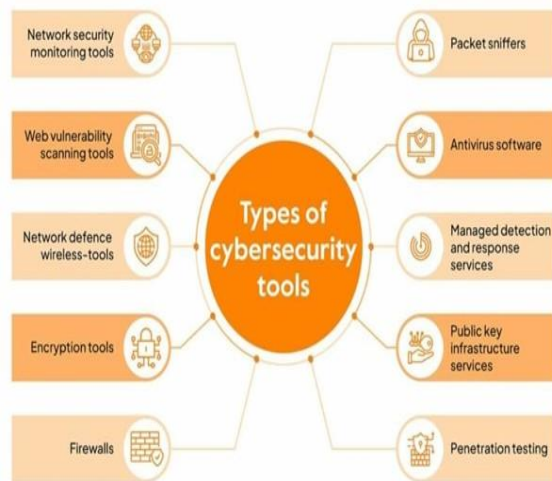 Network security
monitoring tools
Web vulnerability
scanning tools
Network defence
wireless-tools
Encryption tools
Firewalls
Types of
cybersecurity
tools
Packet sniffers
Antivirus software
Managed detection
and response
services
Public key
infrastructure
services
Penetration testing